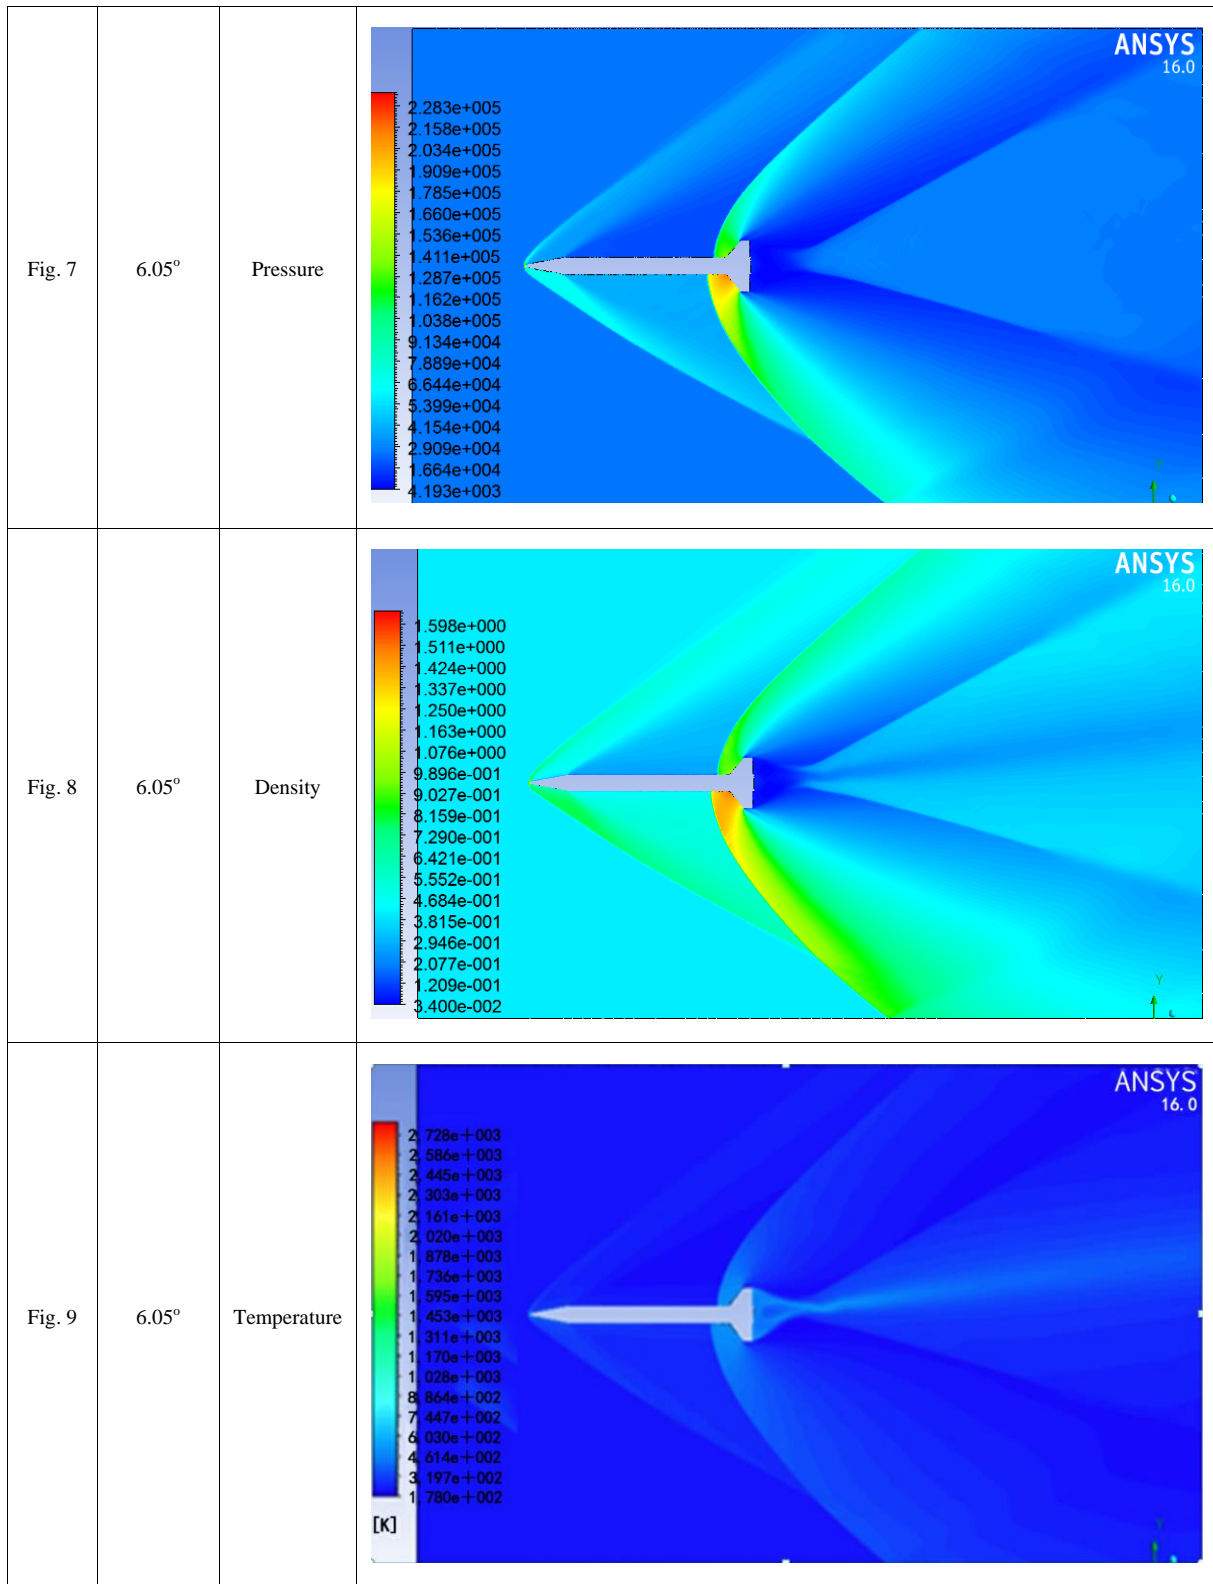 ANSYS
16.0
2.283e+005
2.158e+005
2.034e+005
1.909e+005
1.785e+005
1.660e+005
1.536e+005
1.411e+005
1.287e+005
1.162e+005
1.038e+005
9.134e+004
7.889e+004
6.644e+004
5.399e+004
4.154e+004
2.909e+004
1.664e+004
4.193e+003
Y
Fig. 7
6.05°
Pressure
ANSYS
16.0
1.598e+000
1.511e+000
1.424e+000
1.337e+000
1.250e+000
1.163e+000
1.076e+000
9.896e-001
9.027e-001
8.159e-001
7.290e-001
6.421e-001
5.552e-001
4.684e-001
3.815e-001
2.946e-001
2.077e-001
1.209e-001
3.400e-002
Y
Fig. 8
6.05°
Density
ANSYS
16.0
2.728e+003
2.586e+003
2.445e+003
2.303e+003
2.161e+003
2.020e+003
1.878e+003
1.736e+003
1.595e+003
1.453e+003
1.311e+003
1.170e+003
1.028e+003
8.864e+002
7.447e+002
6.030e+002
4.614e+002
3.197e+002
1.780e+002
[K]
Y
Fig. 9
6.05°
Temperature